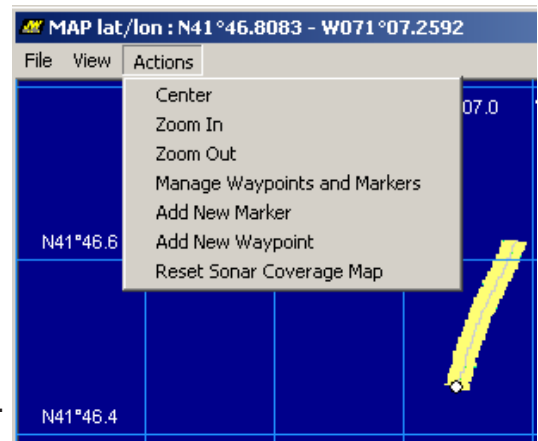 MAP lat/lon : N41°46.8083 - W071°07.2592
File View Actions
Center
07.0
Zoom In
Zoom Out
Manage Waypoints and Markers
Add New Marker
N41°46.6 Add New Waypoint
Reset Sonar Coverage Map
N41°46.4